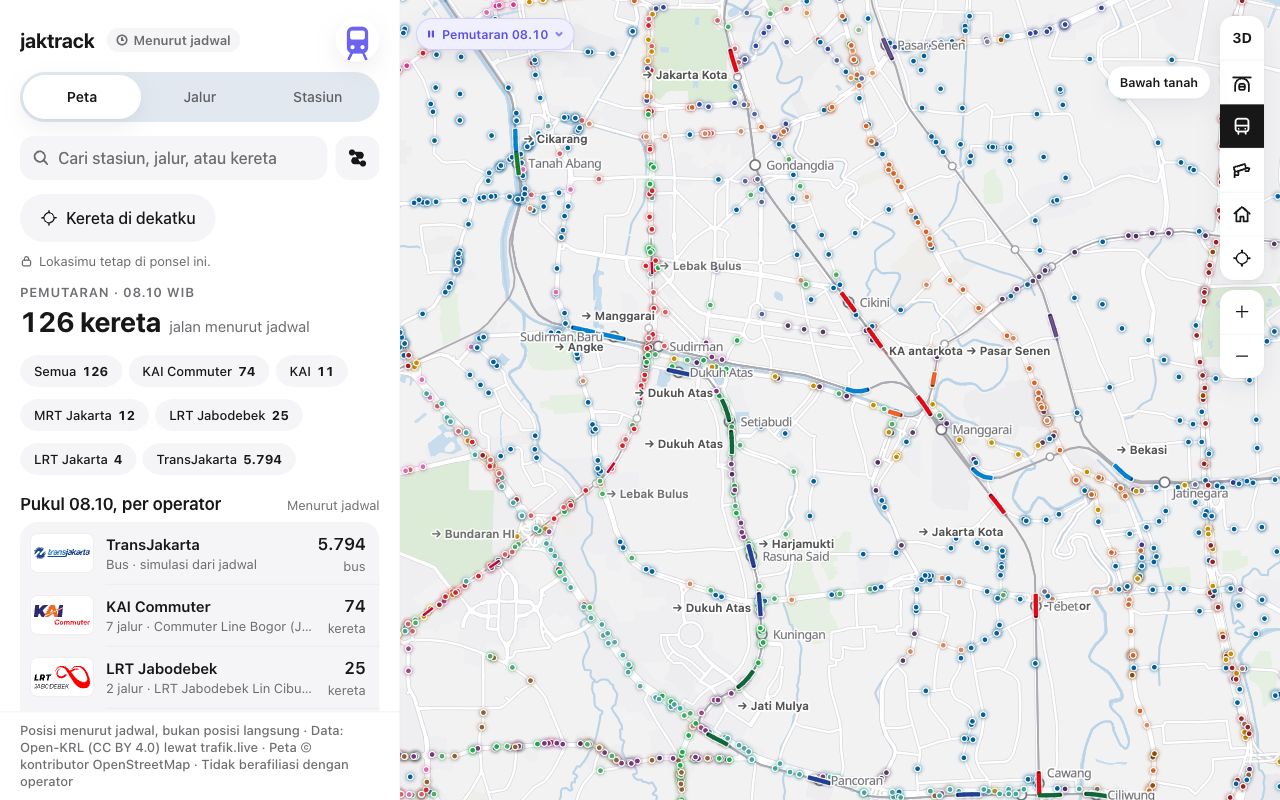 jaktrack
Menurut jadwal
Peta
Jalur
Stasiun
Cari stasiun, jalur, atau kereta
Kereta di dekatku
Lokasimu tetap di ponsel ini.
PEMUTARAN · 08.10 WIB
126 kereta jalan menurut jadwal
Semua 126
KAI Commuter 74
KAI 11
MRT Jakarta 12
LRT Jabodebek 25
LRT Jakarta 4
TransJakarta 5.794
Pukul 08.10, per operator
Menurut jadwal
transjakarta
TransJakarta
5.794
Bus · simulasi dari jadwal
bus
KAI Commuter
KAI Commuter
74
7 jalur · Commuter Line Bogor (J...
kereta
LRT JABODEBEK
LRT Jabodebek
25
2 jalur · LRT Jabodebek Lin Cibu...
kereta
Posisi menurut jadwal, bukan posisi langsung · Data:
Open-KRL (CC BY 4.0) lewat trafik.live · Peta ©
kontributor OpenStreetMap · Tidak berafiliasi dengan
operator
Pemutaran 08.10
Pasar Senen
3D
Bawah tanah
→ Jakarta Kota
→ Cikarang
Tanah Abang
Gondangdia
→ Lebak Bulus
Cikini
→ Manggarai
Sudirman Baru
→ Angke
Sudirman
KA antarkota → Pasar Senen
Dukuh Atas
→ Dukuh Atas
Setiabudi
Manggarai
→ Dukuh Atas
→ Bekasi
→ Lebak Bulus
Jatinegara
→ Bundaran HI
→ Jakarta Kota
→ Harjamukti
Rasuna Said
→ Dukuh Atas
Tebet
Kuningan
→ Jati Mulya
Pancoran
Cawang
Ciliwung